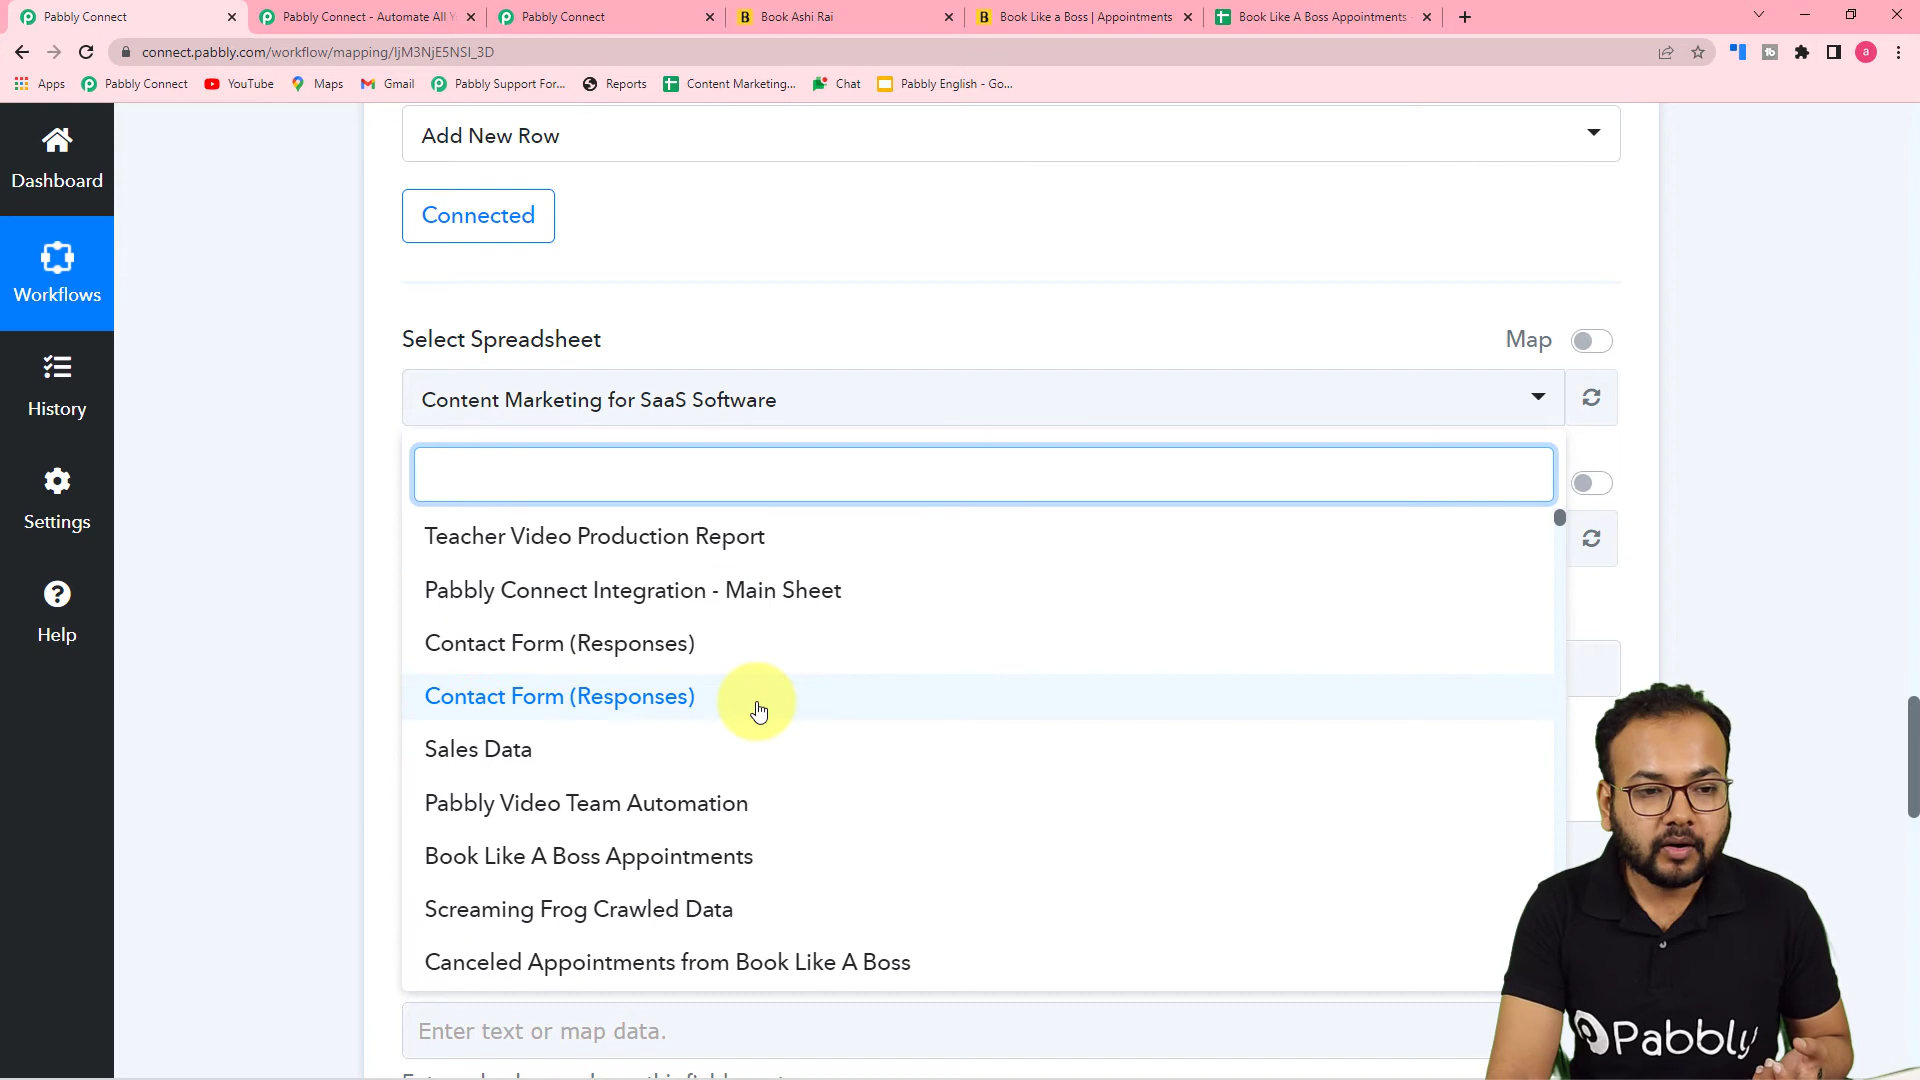 Pabbly Connect
Pabbly Connect - Automate All Y
Pabbly Connect
Book Ashi Rai
Book Like a Boss | Appointments
Book Like A Boss Appointments
connect.pabbly.com/workflow/mapping/IjM3NjE5NSI_3D
a
Apps
Pabbly Connect
YouTube
Maps
Gmail
Pabbly Support For...
Reports
Content Marketing...
Chat
Pabbly English - Go...
Dashboard
Workflows
History
Settings
Help
Add New Row
Connected
Select Spreadsheet
Map
Content Marketing for SaaS Software
Teacher Video Production Report
Pabbly Connect Integration - Main Sheet
Contact Form (Responses)
Contact Form (Responses)
Sales Data
Pabbly Video Team Automation
Book Like A Boss Appointments
Screaming Frog Crawled Data
Canceled Appointments from Book Like A Boss
Enter text or map data.
Pabbly